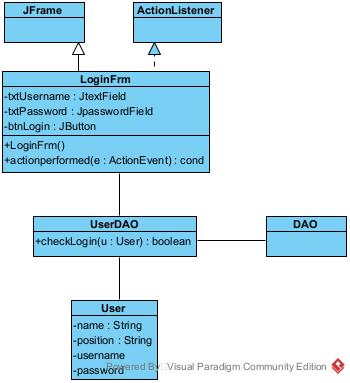 JFrame
ActionListener
LoginFrm
-txtUsername : JtextField
-txtPassword : JpasswordField
-btnLogin : JButton
+LoginFrm()
+actionperformed(e : ActionEvent) : cond
UserDAO
+checkLogin(u : User) : boolean
DAO
User
-name : String
-position : String
-username
-password
Powered By Visual Paradigm Community Edition